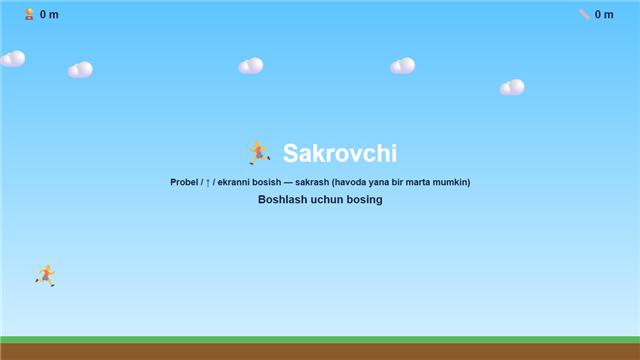 0 m
0 m
Sakrovchi
Probel / ↑ / ekranni bosish — sakrash (havoda yana bir marta mumkin)
Boshlash uchun bosing